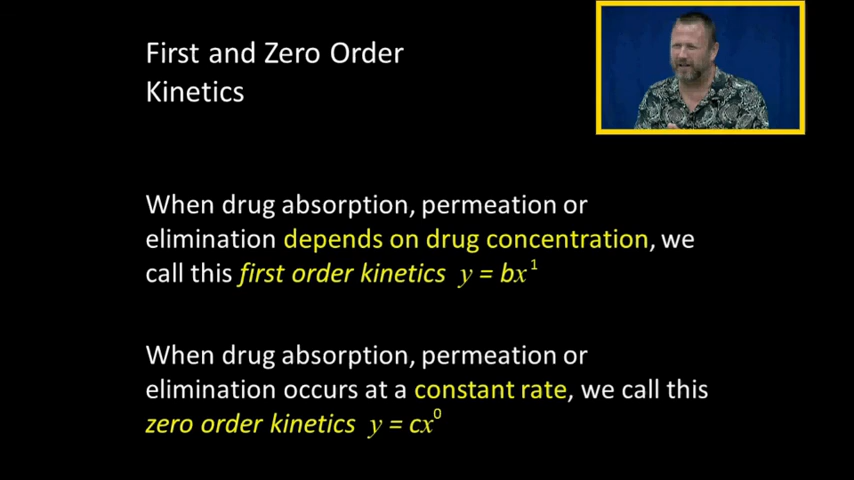 First and Zero Order
Kinetics
When drug absorption, permeation or
elimination depends on drug concentration, we
call this first order kinetics y = bx¹
When drug absorption, permeation or
elimination occurs at a constant rate, we call this
zero order kinetics y = cx⁰